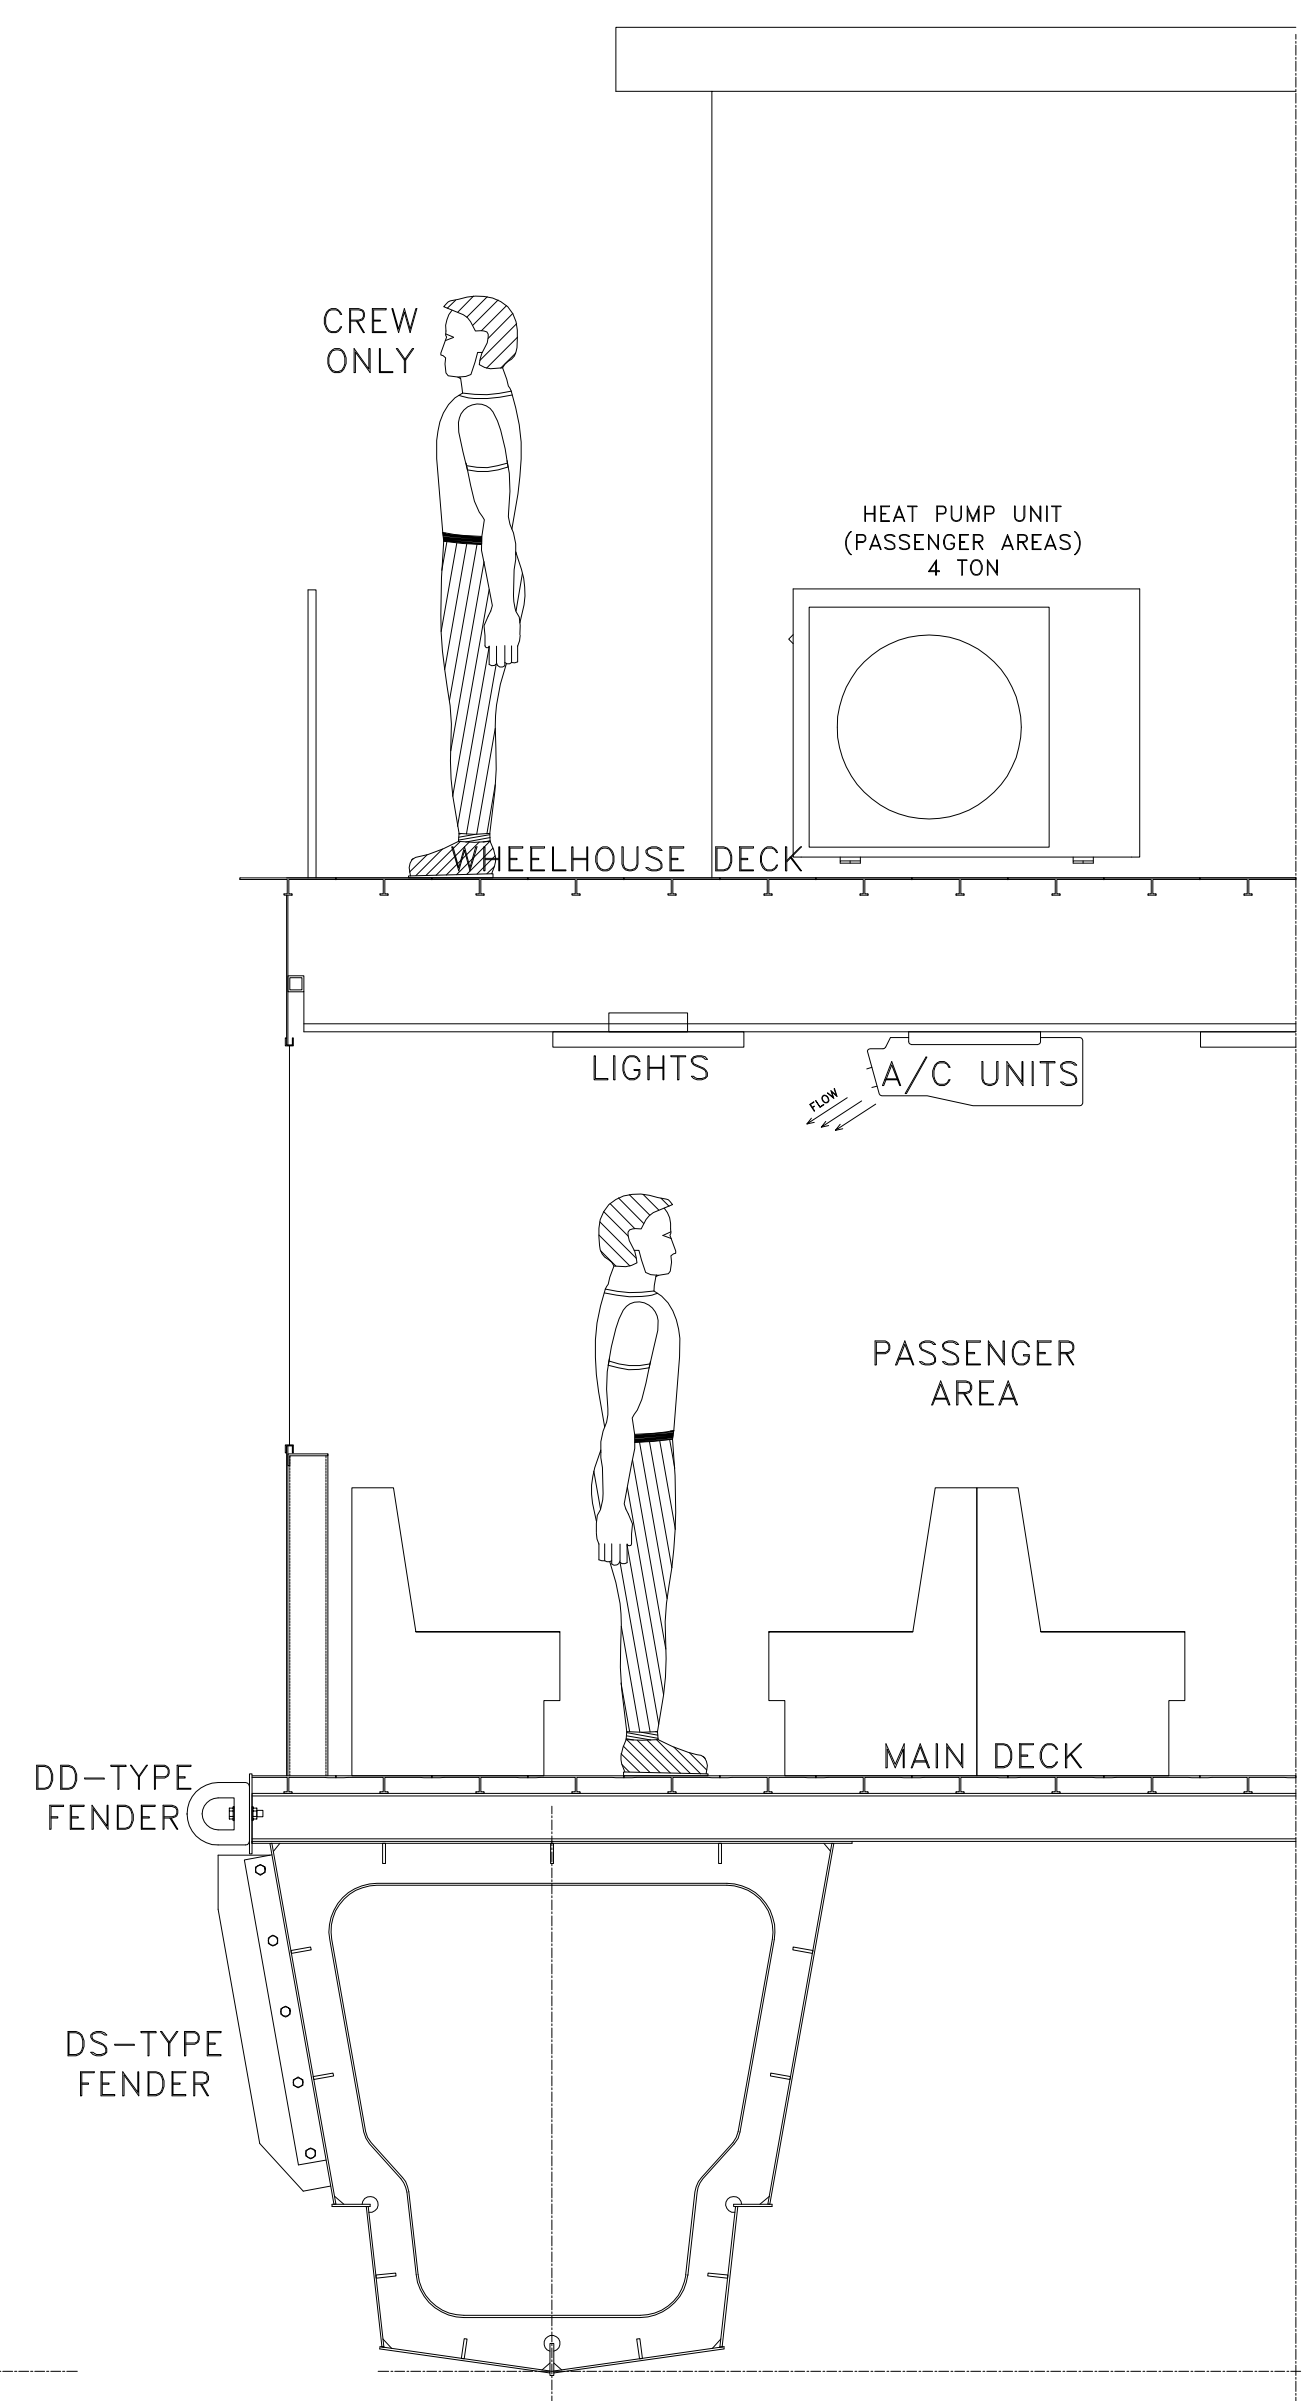 CREW
ONLY
HEAT PUMP UNIT
(PASSENGER AREAS)
4 TON
WHEELHOUSE DECK
LIGHTS
A/C UNITS
FLOW
PASSENGER
AREA
MAIN DECK
DD-TYPE
FENDER
DS-TYPE
FENDER